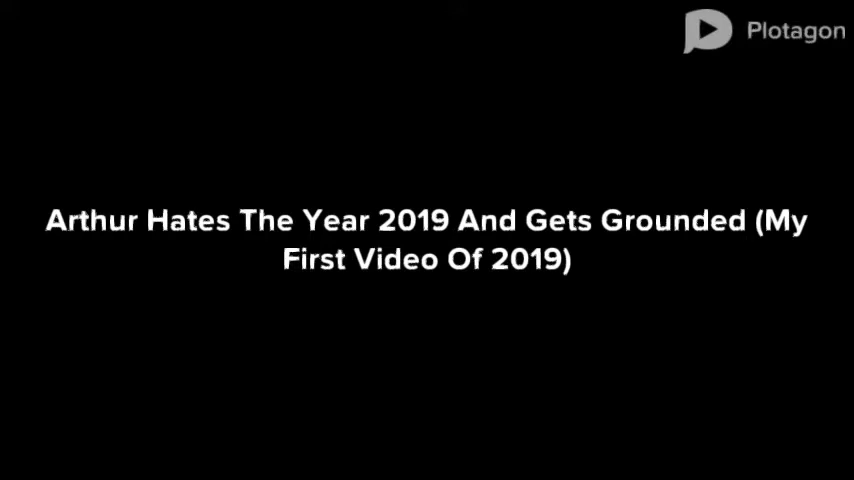 Plotagon
Arthur Hates The Year 2019 And Gets Grounded (My
First Video Of 2019)